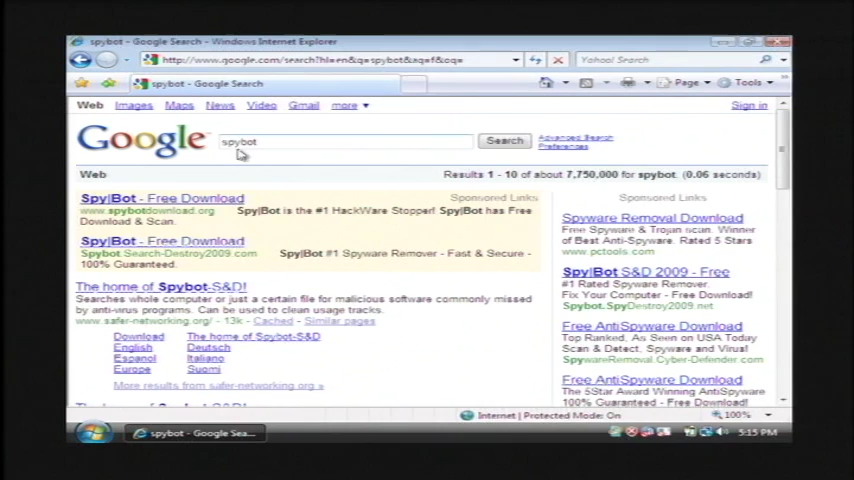 spybot - Google Search - Windows Internet Explorer
http://www.google.com/search?hl=en&q=spybot&aq=f&oq=
Yahoo! Search
spybot - Google Search
Page
Tools
Web Images Maps News Video Gmail more
Sign in
Google
spybot
Search
Advanced Search
Preferences
Web
Results 1 - 10 of about 7,750,000 for spybot. (0.06 seconds)
Spy|Bot - Free Download
Sponsored Links
www.spybotdownload.org Spy|Bot is the #1 HackWare Stopper! Spy|Bot has Free
Download & Scan.
Spy|Bot - Free Download
Spybot.Search-Destroy2009.com Spy|Bot #1 Spyware Remover - Fast & Secure -
100% Guaranteed.
The home of Spybot-S&D!
Searches whole computer or just a certain file for malicious software commonly missed
by anti-virus programs. Can be used to clean usage tracks.
www.safer-networking.org/ - 13k - Cached - Similar pages
Download The home of Spybot-S&D
English Deutsch
Espanol Italiano
Europe Suomi
More results from safer-networking.org »
The home of Spybot-S&D!
Sponsored Links
Spyware Removal Download
Free Spyware & Trojan scan. Winner
of Best Anti-Spyware. Rated 5 Stars
www.pctools.com
Spy|Bot S&D 2009 - Free
#1 Rated Spyware Remover.
Fix Your Computer - Free Download!
Spybot.SpyDestroy2009.net
Free AntiSpyware Download
Top Ranked, As Seen on USA Today
Scan & Detect, Spyware and Virus!
SpywareRemoval.Cyber-Defender.com
Free AntiSpyware Download
The 5Star Award Winning AntiSpyware
100% Guaranteed - Free Download!
Internet | Protected Mode: On
100%
spybot - Google Sea...
5:15 PM